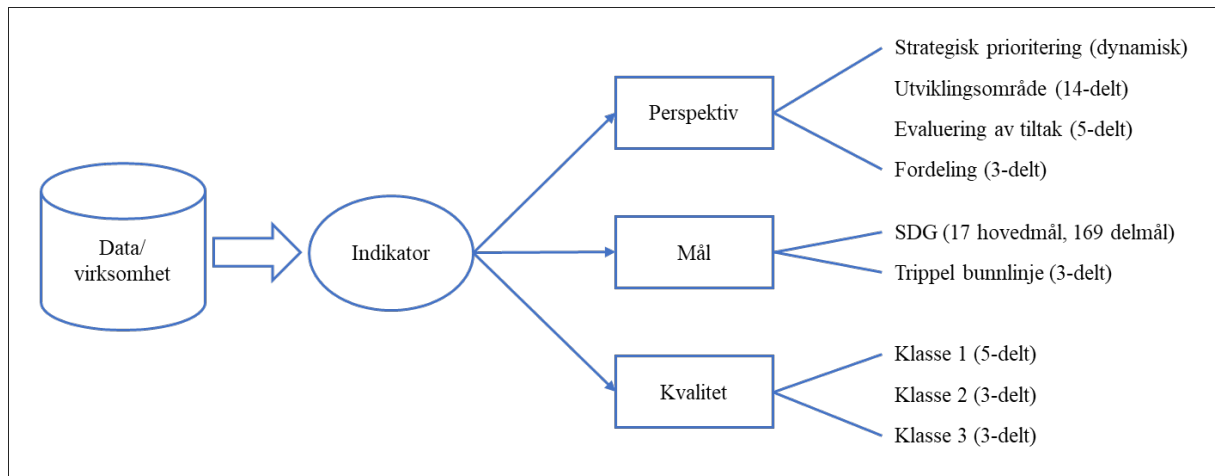 Data/
virksomhet
Indikator
Perspektiv
Strategisk prioritering (dynamisk)
Utviklingsområde (14-delt)
Evaluering av tiltak (5-delt)
Fordeling (3-delt)
Mål
SDG (17 hovedmål, 169 delmål)
Trippel bunnlinje (3-delt)
Kvalitet
Klasse 1 (5-delt)
Klasse 2 (3-delt)
Klasse 3 (3-delt)